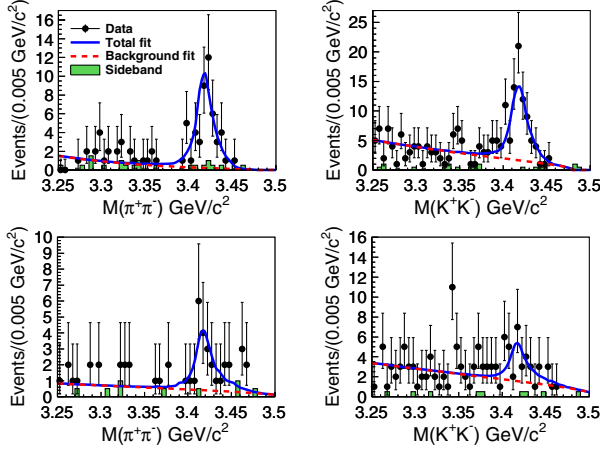 Events/(0.005 GeV/c²)
16
14
12
10
8
6
4
2
0
Data
Total fit
Background fit
Sideband
3.25 3.3 3.35 3.4 3.45 3.5
M(π⁺π⁻) GeV/c²
Events/(0.005 GeV/c²)
25
20
15
10
5
0
3.25 3.3 3.35 3.4 3.45 3.5
M(K⁺K⁻) GeV/c²
Events/(0.005 GeV/c²)
10
9
8
7
6
5
4
3
2
1
0
3.25 3.3 3.35 3.4 3.45 3.5
M(π⁺π⁻) GeV/c²
Events/(0.005 GeV/c²)
16
14
12
10
8
6
4
2
0
3.25 3.3 3.35 3.4 3.45 3.5
M(K⁺K⁻) GeV/c²